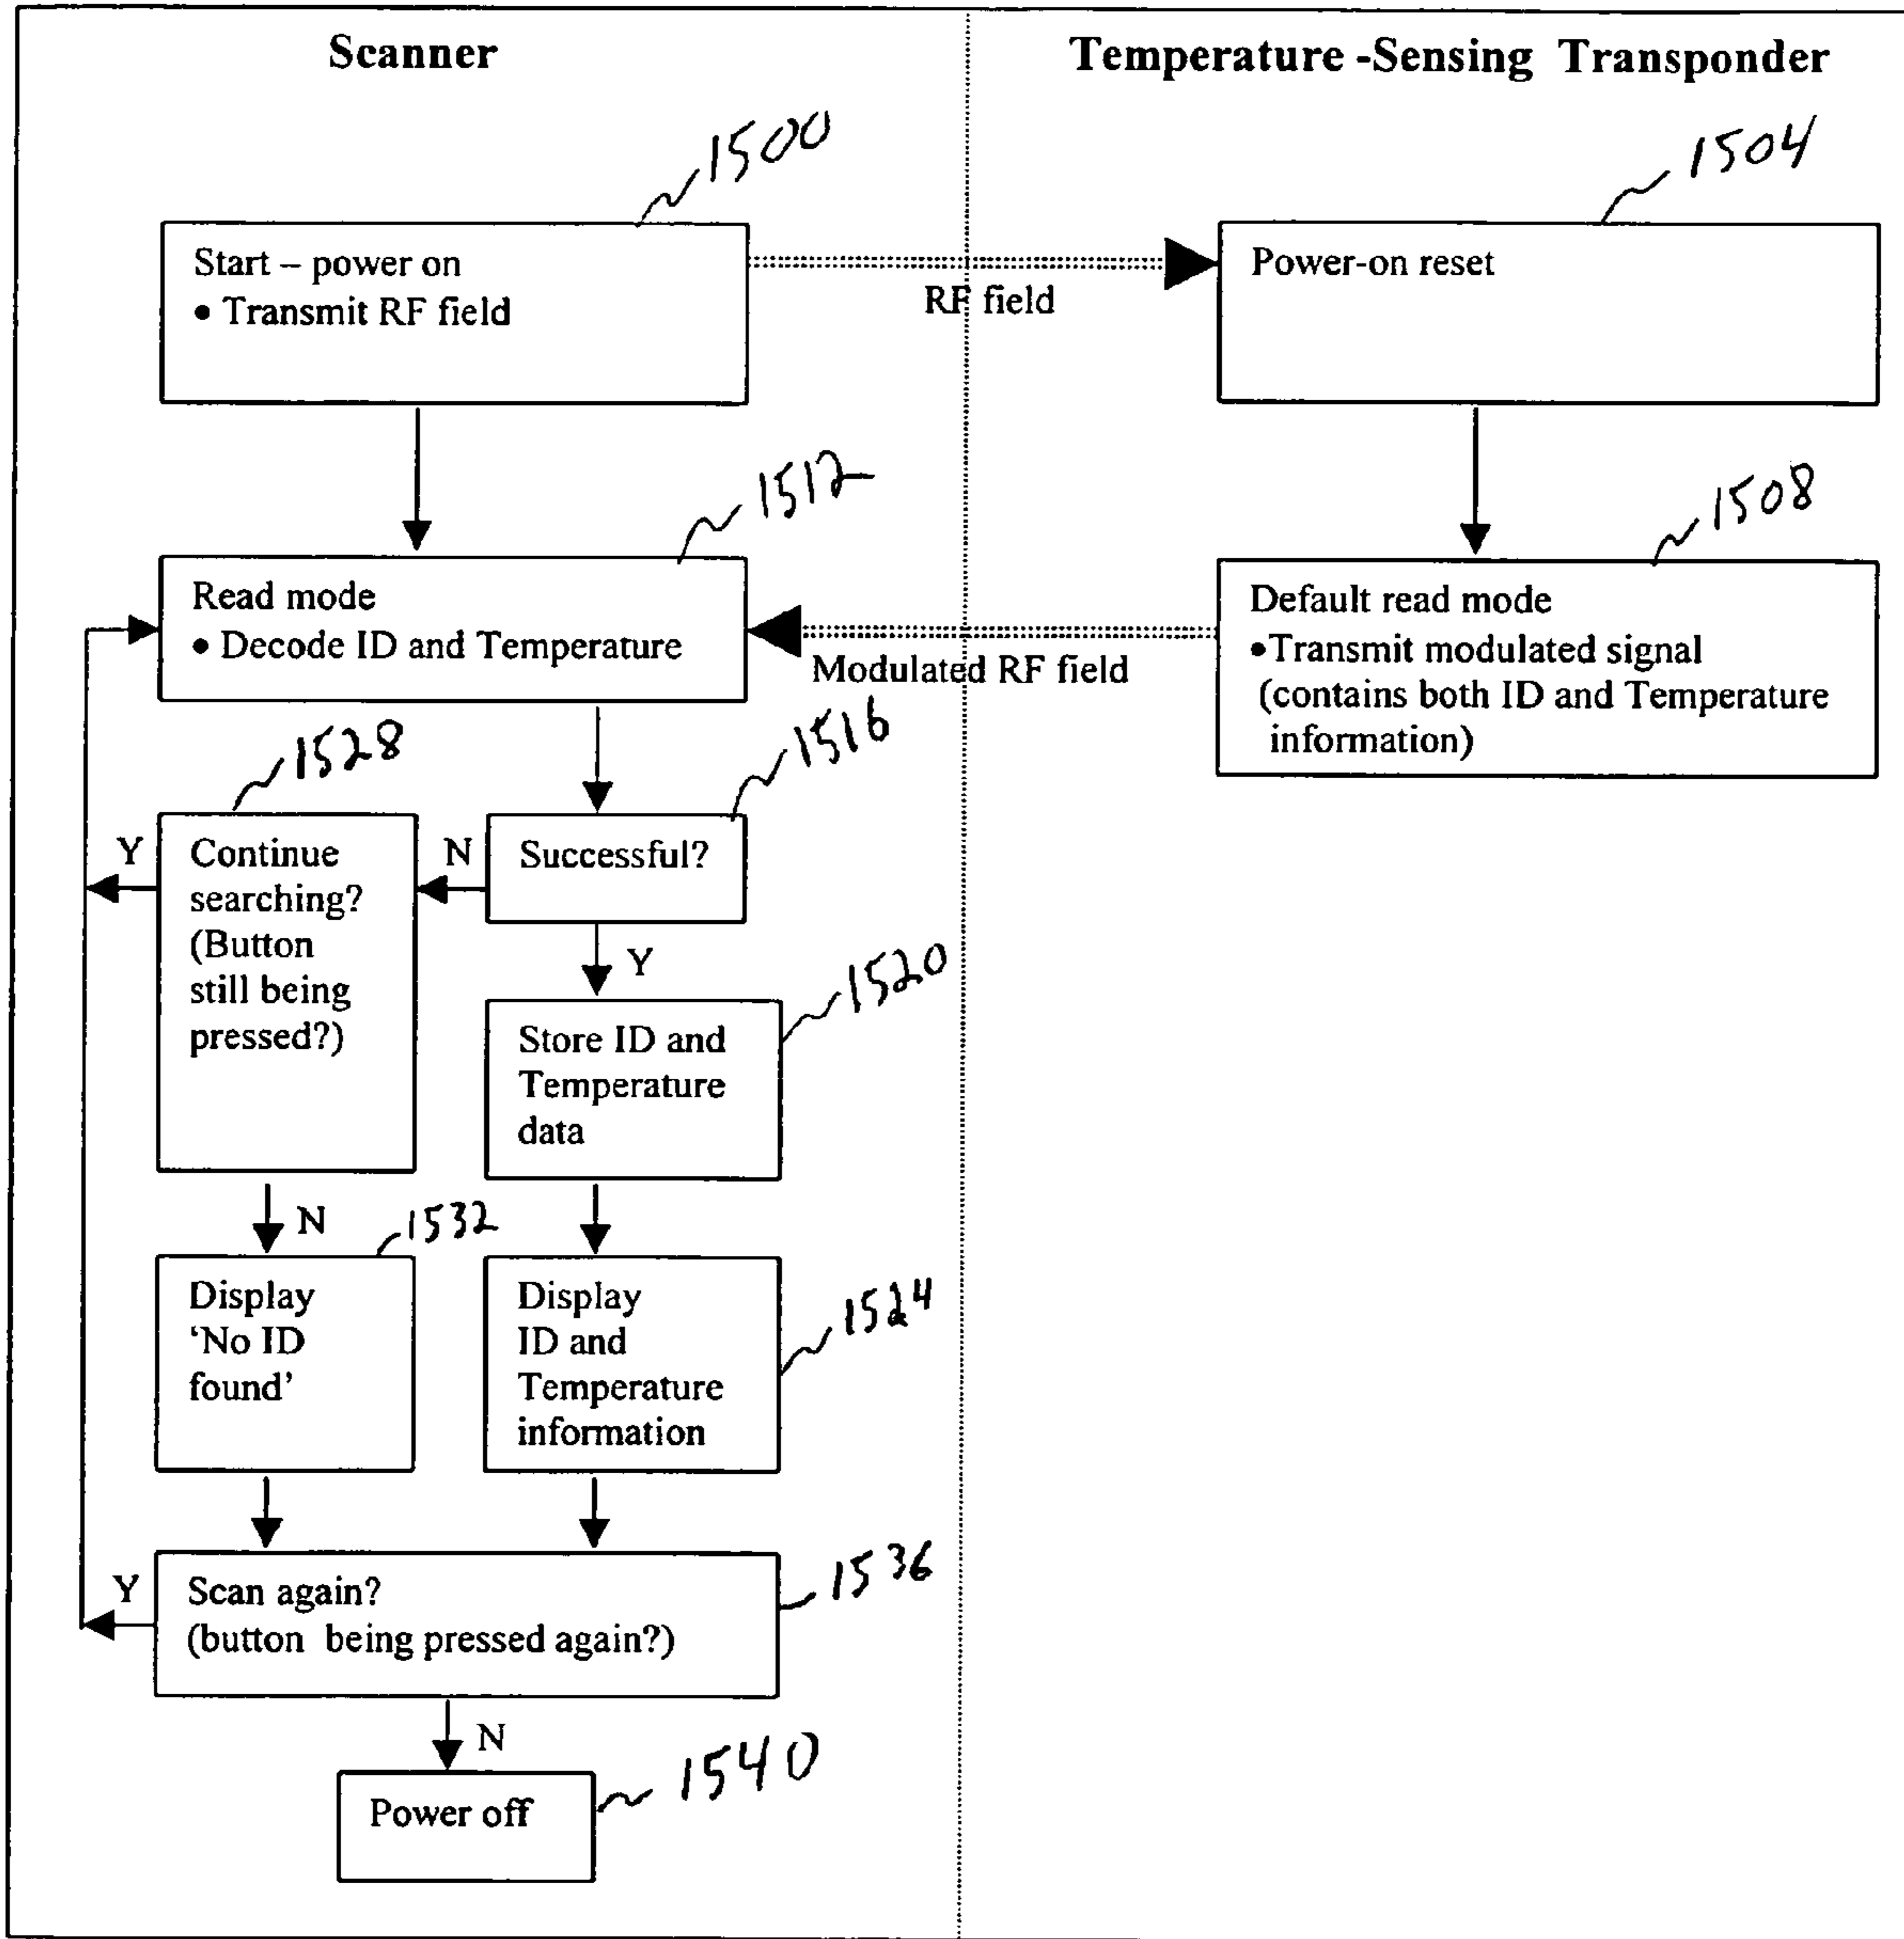 Scanner
Temperature -Sensing Transponder
1500
1504
Start – power on
• Transmit RF field
RF field
Power-on reset
1512
1508
Read mode
• Decode ID and Temperature
Modulated RF field
Default read mode
•Transmit modulated signal
(contains both ID and Temperature
information)
1528
1516
Y
Continue
searching?
(Button
still being
pressed?)
N
Successful?
Y
1520
Store ID and
Temperature
data
N
1532
Display
‘No ID
found’
Display
ID and
Temperature
information
1524
Y
Scan again?
(button being pressed again?)
1536
N
Power off
1540